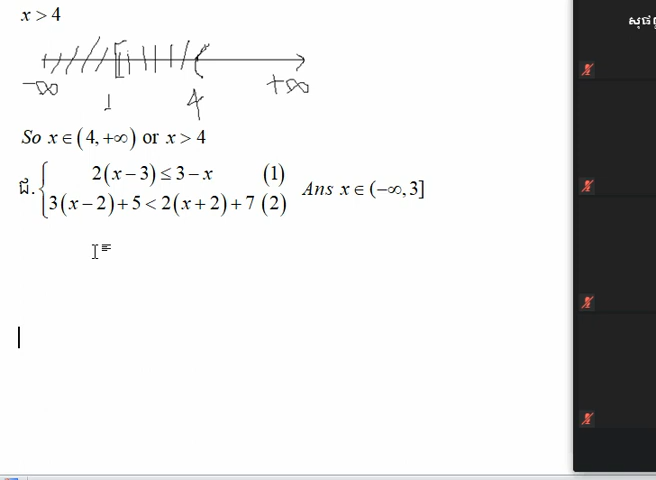 x > 4
-∞ 1 4 +∞
So x ∈ (4, +∞) or x > 4
ជ. { 2(x − 3) ≤ 3 − x (1)
3(x − 2) + 5 < 2(x + 2) + 7 (2) Ans x ∈ (−∞, 3]